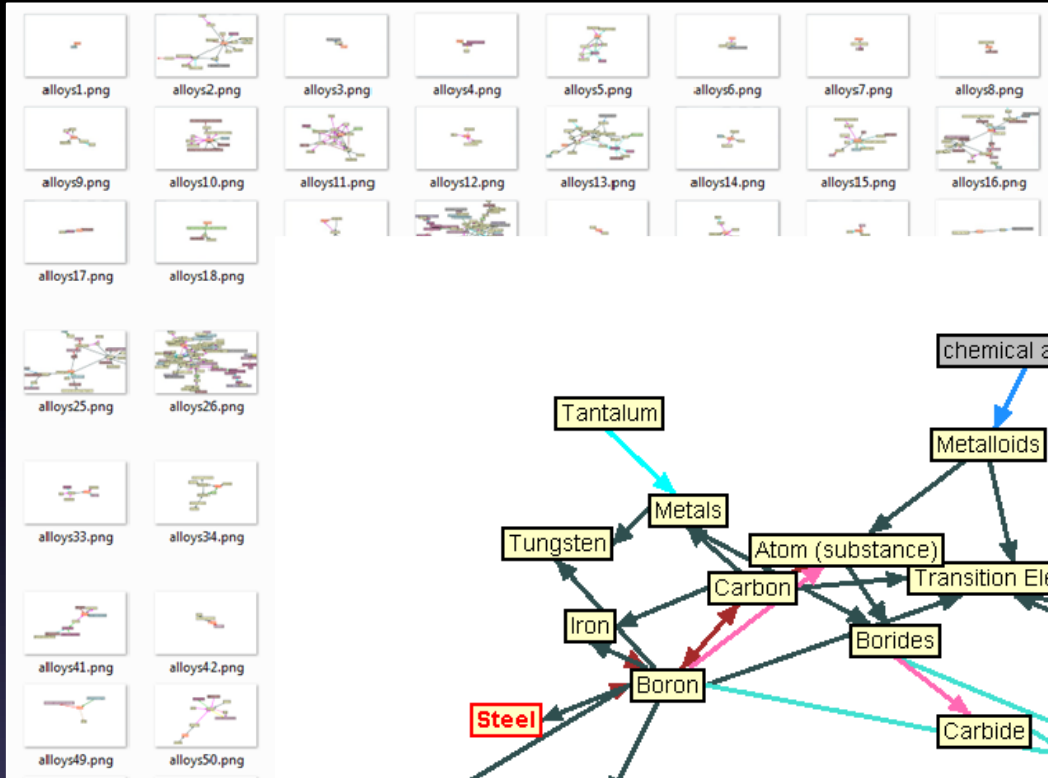 alloys1.png alloys2.png alloys3.png alloys4.png alloys5.png alloys6.png alloys7.png alloys8.png
alloys9.png alloys10.png alloys11.png alloys12.png alloys13.png alloys14.png alloys15.png alloys16.png
alloys17.png alloys18.png
alloys25.png alloys26.png
alloys33.png alloys34.png
alloys41.png alloys42.png
alloys49.png alloys50.png
chemical a
Tantalum
Metalloids
Metals
Tungsten
Atom (substance)
Carbon
Transition Ele
Iron
Borides
Boron
Steel
Carbide